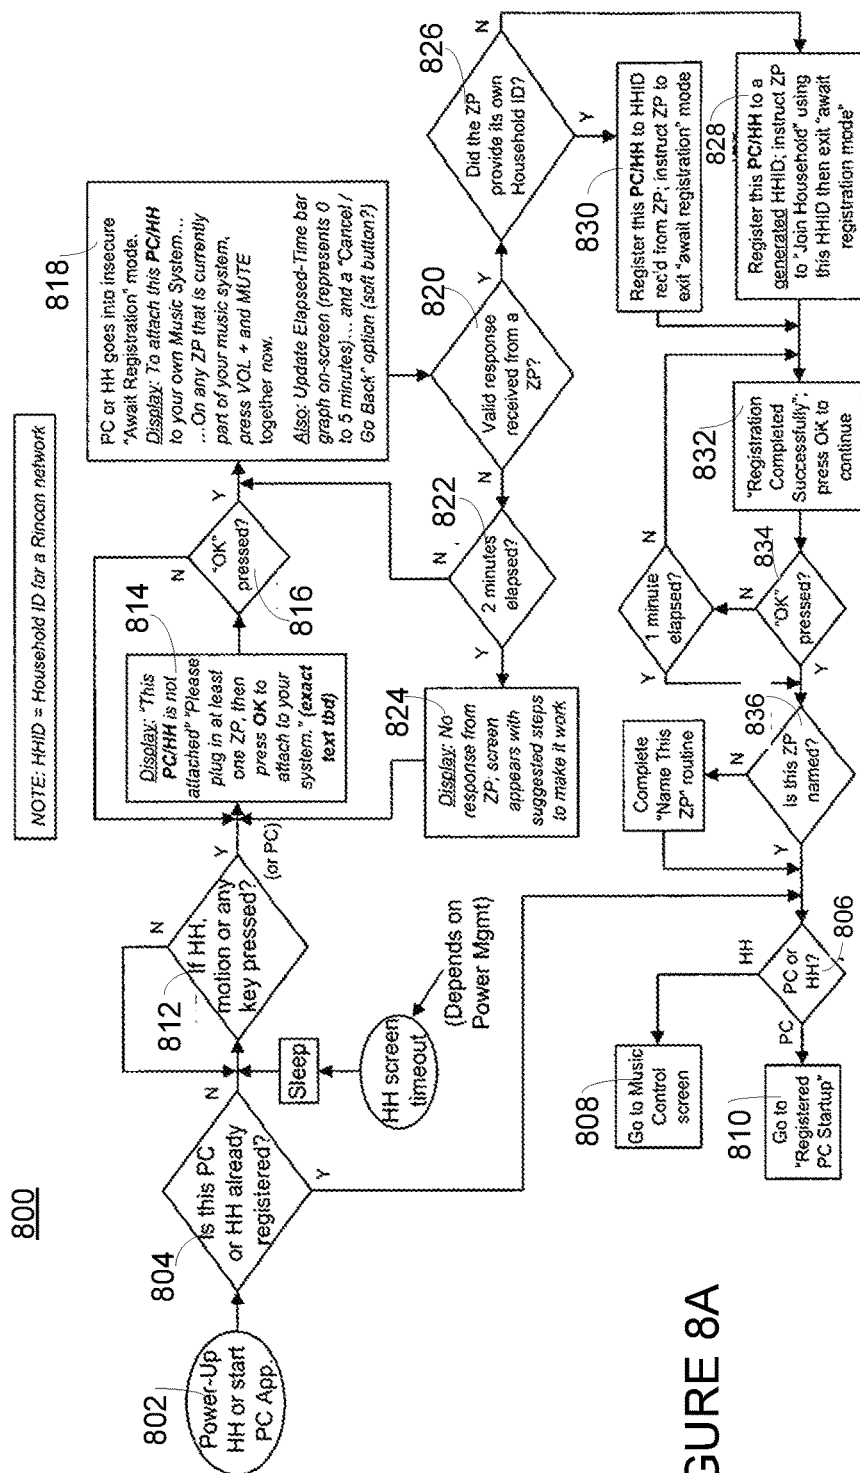 800
NOTE: HHID = Household ID for a Rincon network
802
Power-Up
HH or start
PC App.
804
Is this PC
or HH already
registered?
N
Y
Sleep
HH screen
timeout
(Depends on
Power Mgmt)
812
If HH,
motion or any
key pressed?
N
Y
(or PC)
814
Display: "This
PC/HH is not
attached" "Please
plug in at least
one ZP, then
press OK to
attach to your
system." (exact
text tbd)
816
"OK"
pressed?
N
Y
818
PC or HH goes into insecure
"Await Registration" mode.
Display: To attach this PC/HH
to your own Music System...
...On any ZP that is currently
part of your music system,
press VOL + and MUTE
together now.
Also: Update Elapsed-Time bar
graph on-screen (represents 0
to 5 minutes)... and a "Cancel /
Go Back" option (soft button?)
820
Valid response
received from a
ZP?
N
Y
822
2 minutes
elapsed?
N
Y
824
Display: No
response from
ZP; screen
appears with
suggested steps
to make it work
826
Did the ZP
provide its own
Household ID?
N
Y
830
Register this PC/HH to HHID
rec'd from ZP; instruct ZP to
exit "await registration" mode
828
Register this PC/HH to a
generated HHID; instruct ZP
to "Join Household" using
this HHID then exit "await
registration mode"
832
"Registration
Completed
Successfully";
press OK to
continue
834
"OK"
pressed?
N
Y
1 minute
elapsed?
N
Y
836
Is this ZP
named?
N
Y
Complete
"Name This
ZP" routine
806
PC or
HH?
HH
PC
808
Go to Music
Control
screen
810
Go to
"Registered
PC Startup"
GURE 8A